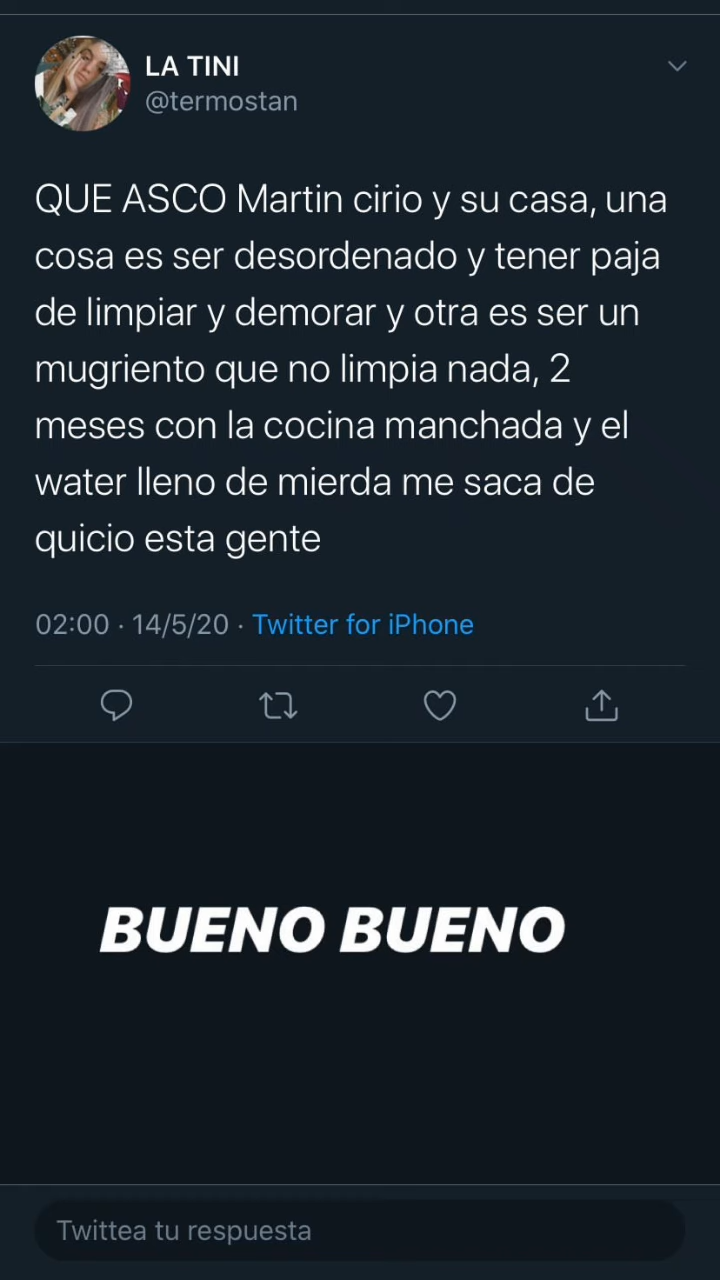 LA TINI
@termostan
QUE ASCO Martin cirio y su casa, una
cosa es ser desordenado y tener paja
de limpiar y demorar y otra es ser un
mugriento que no limpia nada, 2
meses con la cocina manchada y el
water lleno de mierda me saca de
quicio esta gente
02:00 · 14/5/20 · Twitter for iPhone
BUENO BUENO
Twittea tu respuesta